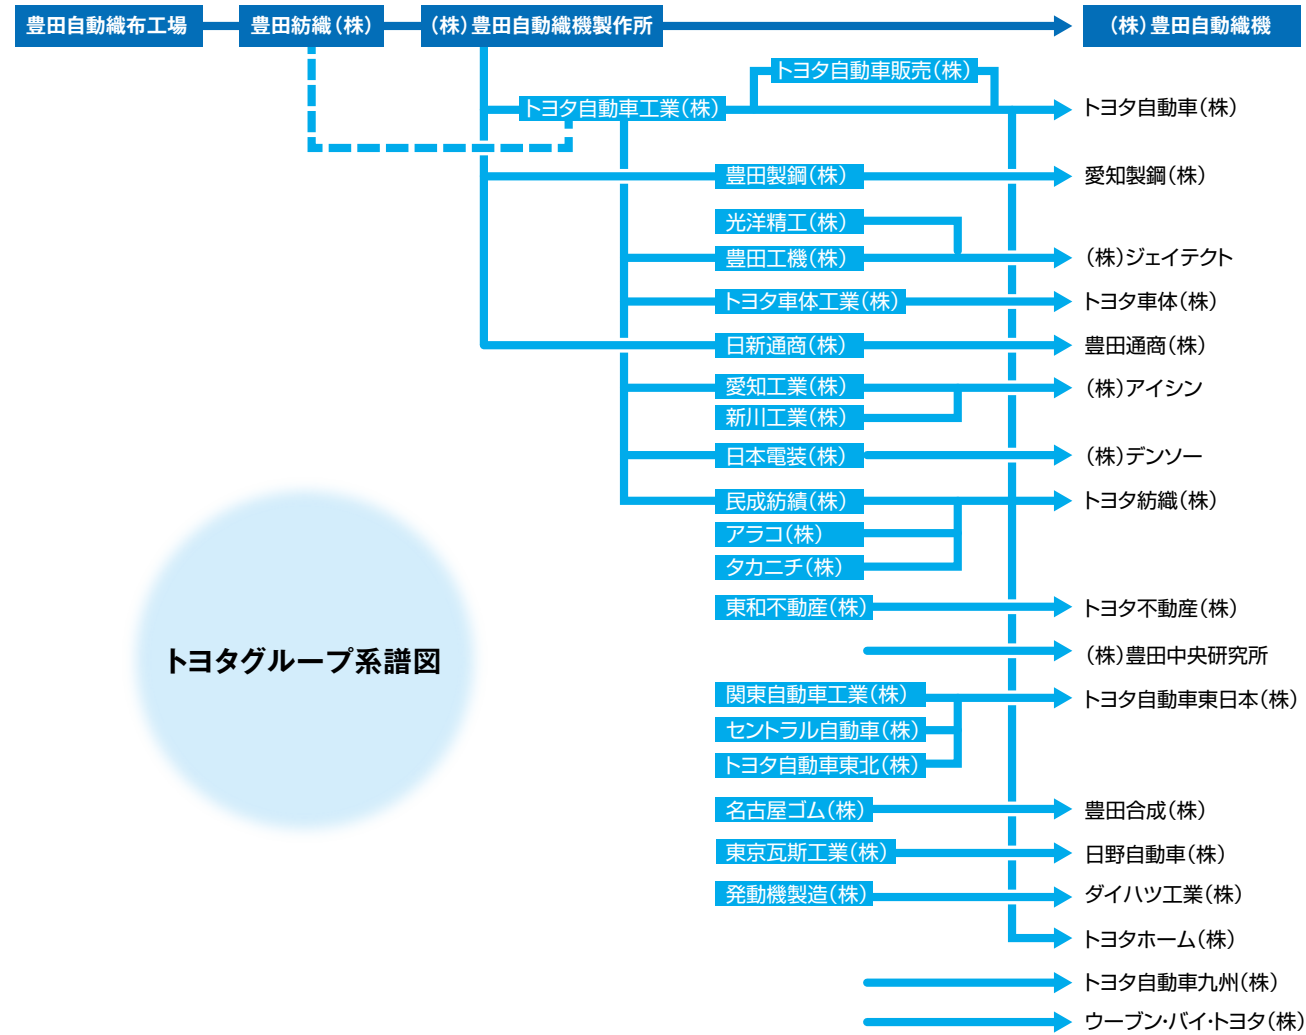 豊田自動織布工場
豊田紡織(株)
(株)豊田自動織機製作所
(株)豊田自動織機
トヨタ自動車販売(株)
トヨタ自動車工業(株)
トヨタ自動車(株)
豊田製鋼(株)
愛知製鋼(株)
光洋精工(株)
豊田工機(株)
(株)ジェイテクト
トヨタ車体工業(株)
トヨタ車体(株)
日新通商(株)
豊田通商(株)
愛知工業(株)
(株)アイシン
新川工業(株)
日本電装(株)
(株)デンソー
民成紡績(株)
トヨタ紡織(株)
アラコ(株)
タカニチ(株)
東和不動産(株)
トヨタ不動産(株)
トヨタグループ系譜図
(株)豊田中央研究所
関東自動車工業(株)
トヨタ自動車東日本(株)
セントラル自動車(株)
トヨタ自動車東北(株)
名古屋ゴム(株)
豊田合成(株)
東京瓦斯工業(株)
日野自動車(株)
発動機製造(株)
ダイハツ工業(株)
トヨタホーム(株)
トヨタ自動車九州(株)
ウーブン・バイ・トヨタ(株)